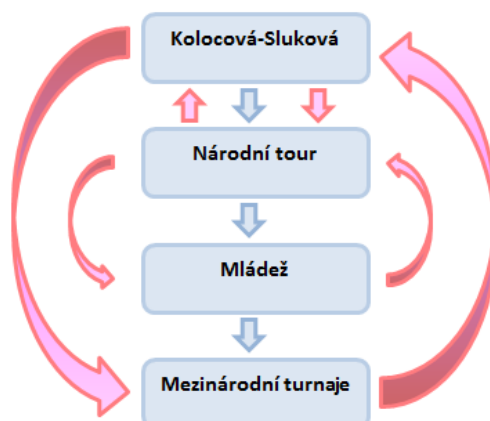 Kolocová-Sluková
Národní tour
Mládež
Mezinárodní turnaje